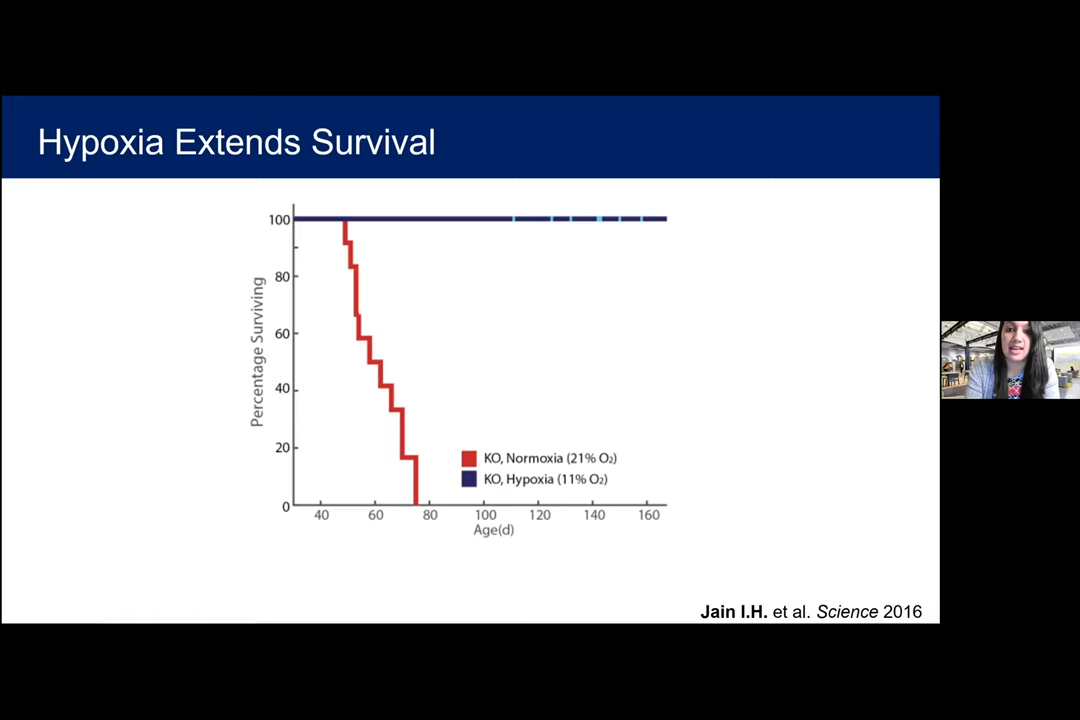 Hypoxia Extends Survival
100
80
60
40
20
0
Percentage Surviving
KO, Normoxia (21% O₂)
KO, Hypoxia (11% O₂)
40 60 80 100 120 140 160
Age(d)
Jain I.H. et al. Science 2016